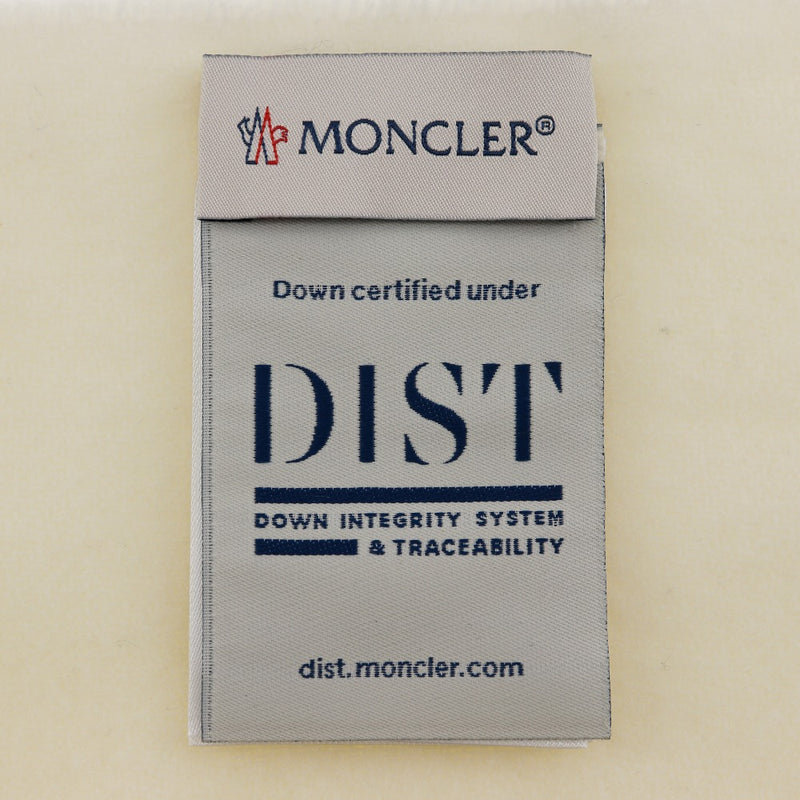 MONCLER®
Down certified under
DIST
DOWN INTEGRITY SYSTEM
& TRACEABILITY
dist.moncler.com